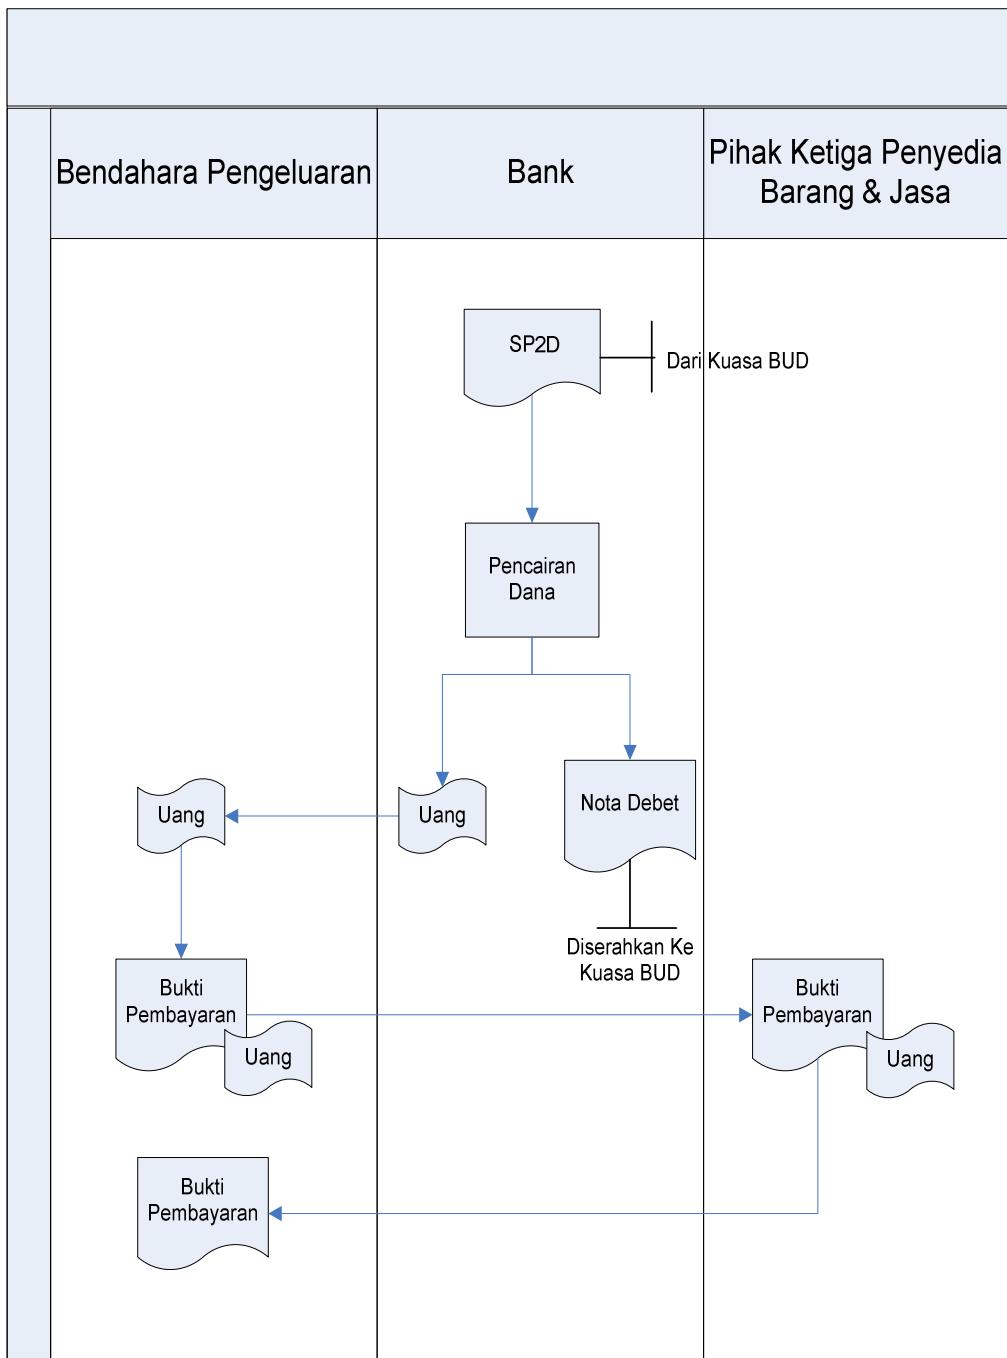 Bendahara Pengeluaran
Bank
Pihak Ketiga Penyedia
Barang & Jasa
SP2D
Dari Kuasa BUD
Pencairan
Dana
Uang
Uang
Nota Debet
Diserahkan Ke
Kuasa BUD
Bukti
Pembayaran
Uang
Bukti
Pembayaran
Uang
Bukti
Pembayaran